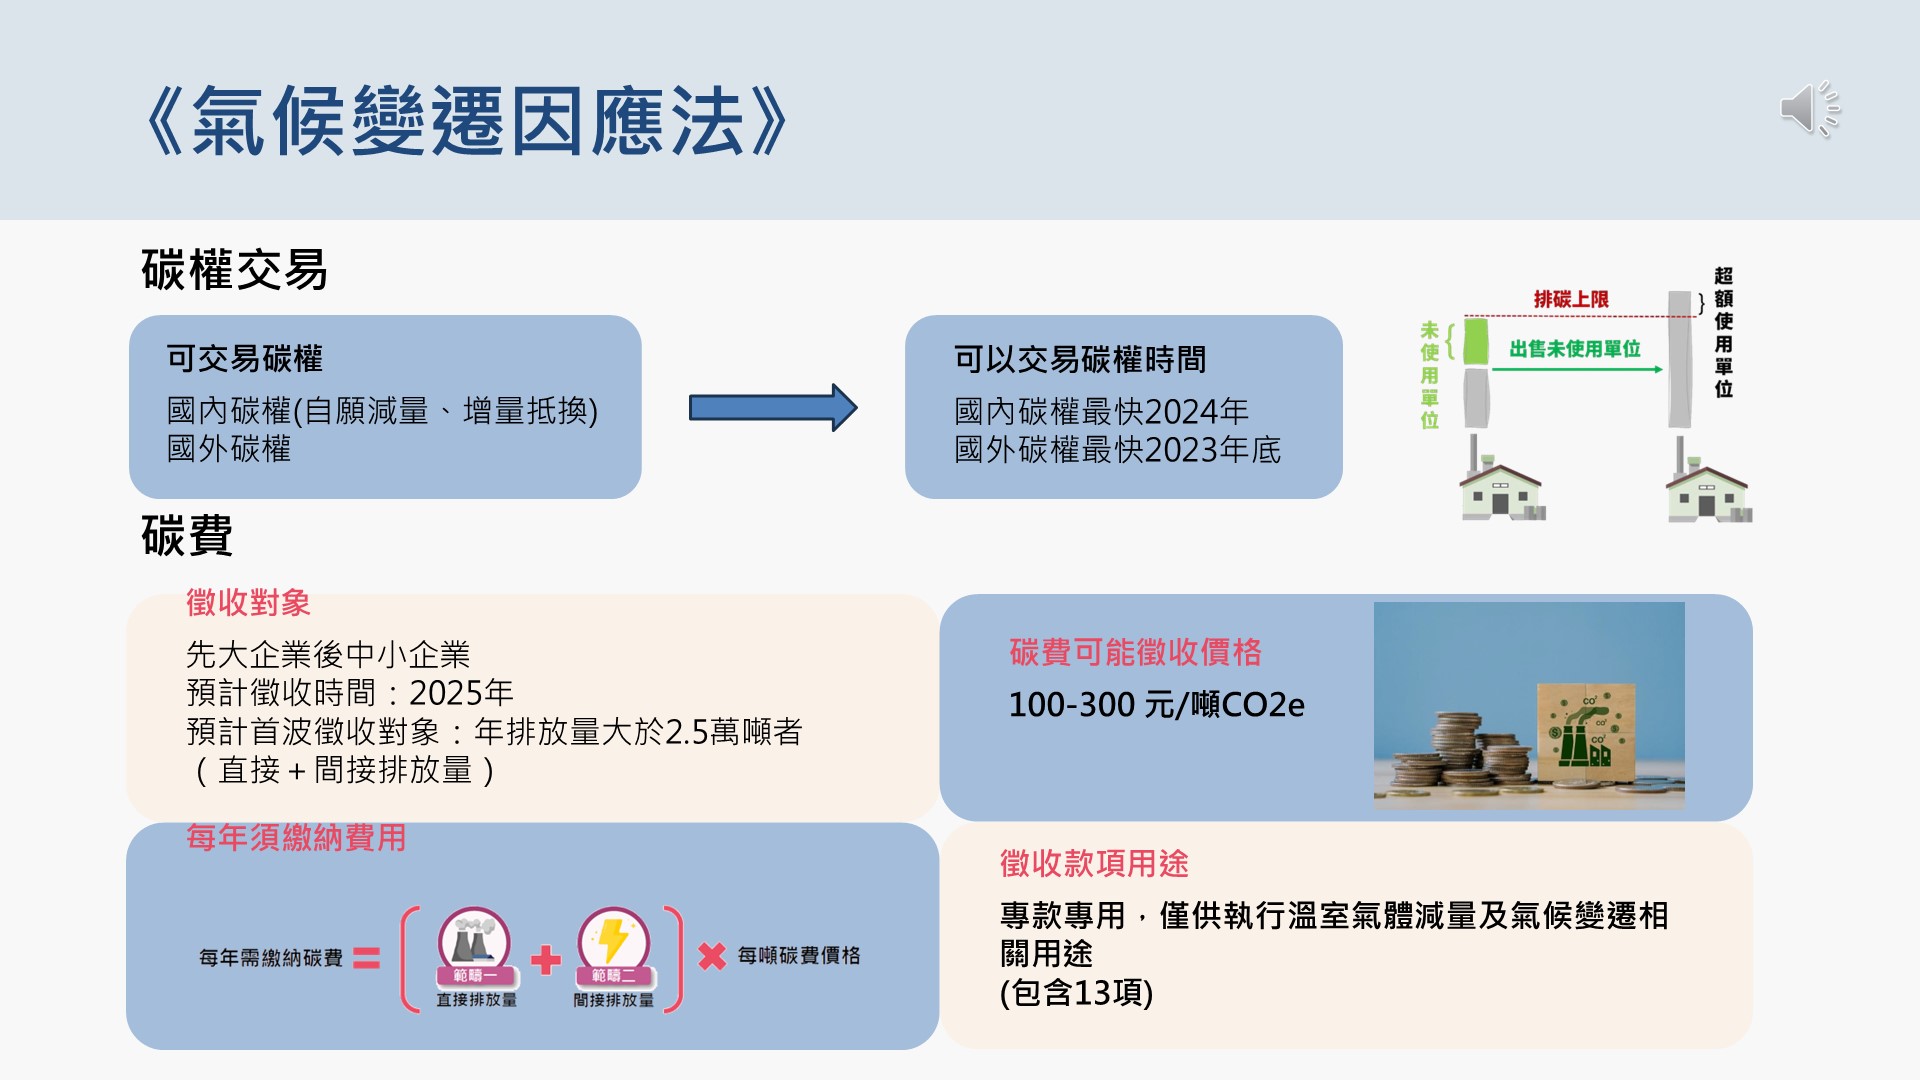 《氣候變遷因應法》
碳權交易
可交易碳權
國內碳權(自願減量、增量抵換)
國外碳權
可以交易碳權時間
國內碳權最快2024年
國外碳權最快2023年底
排碳上限
未使用單位
出售未使用單位
超額使用單位
碳費
徵收對象
先大企業後中小企業
預計徵收時間：2025年
預計首波徵收對象：年排放量大於2.5萬噸者
（直接＋間接排放量）
碳費可能徵收價格
100-300 元/噸CO2e
CO²
CO²
CO²
每年須繳納費用
每年需繳納碳費 = ( 範疇一 + 範疇二 ) × 每噸碳費價格
直接排放量 間接排放量
徵收款項用途
專款專用，僅供執行溫室氣體減量及氣候變遷相
關用途
(包含13項)